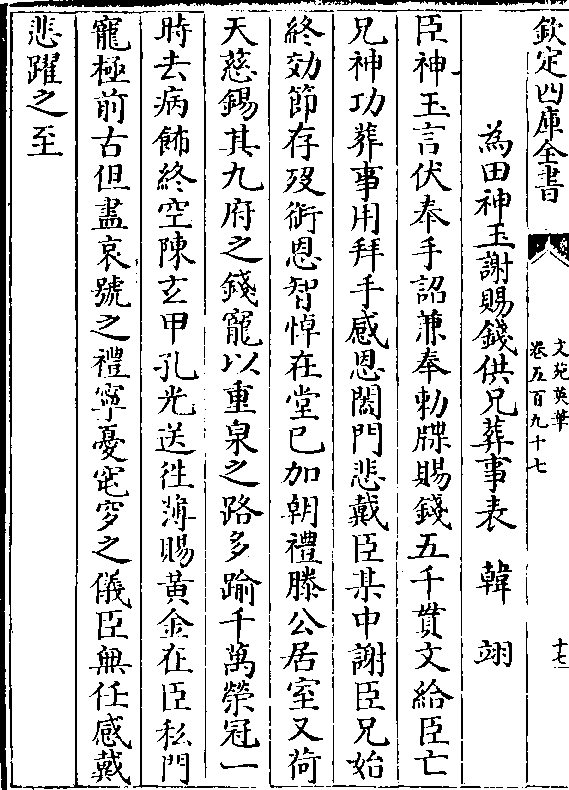 欽定四庫全書
文苑英華
卷五百九十七
十七
為田神玉謝賜錢供兄葬事表　韓　翃
臣神玉言伏奉手詔兼奉勅牒賜錢五千貫文給臣亡
兄神功葬事用拜手感恩闔門悲戴臣某中謝臣兄始
終効節存歿銜恩智悼在堂已加朝禮滕公居室又荷
天慈錫其九府之錢寵以重泉之路多踰千萬榮冠一
時去病飾終空陳玄甲孔光送徃薄賜黃金在臣私門
寵極前古但盡哀號之禮寧憂窀穸之儀臣無任感戴
悲躍之至